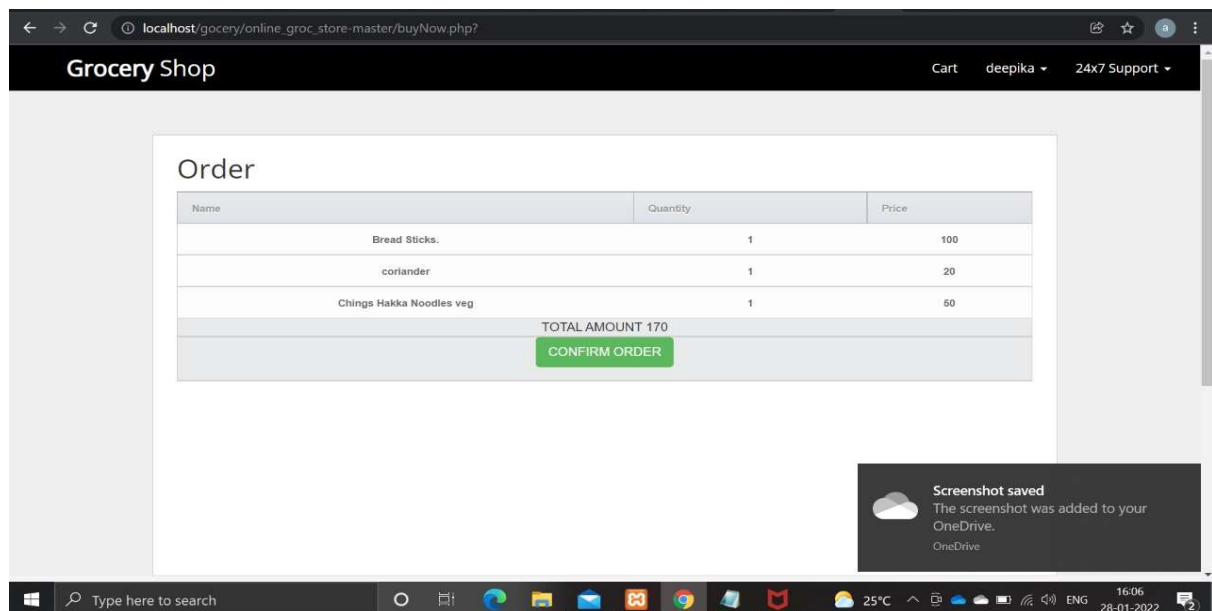 localhost/gocery/online_groc_store-master/buyNow.php?
a
Grocery Shop
Cart deepika 24x7 Support
Order
Name Quantity Price
Bread Sticks. 1 100
coriander 1 20
Chings Hakka Noodles veg 1 50
TOTAL AMOUNT 170
CONFIRM ORDER
Screenshot saved
The screenshot was added to your
OneDrive.
OneDrive
Type here to search 25°C ENG 16:06
28-01-2022 2